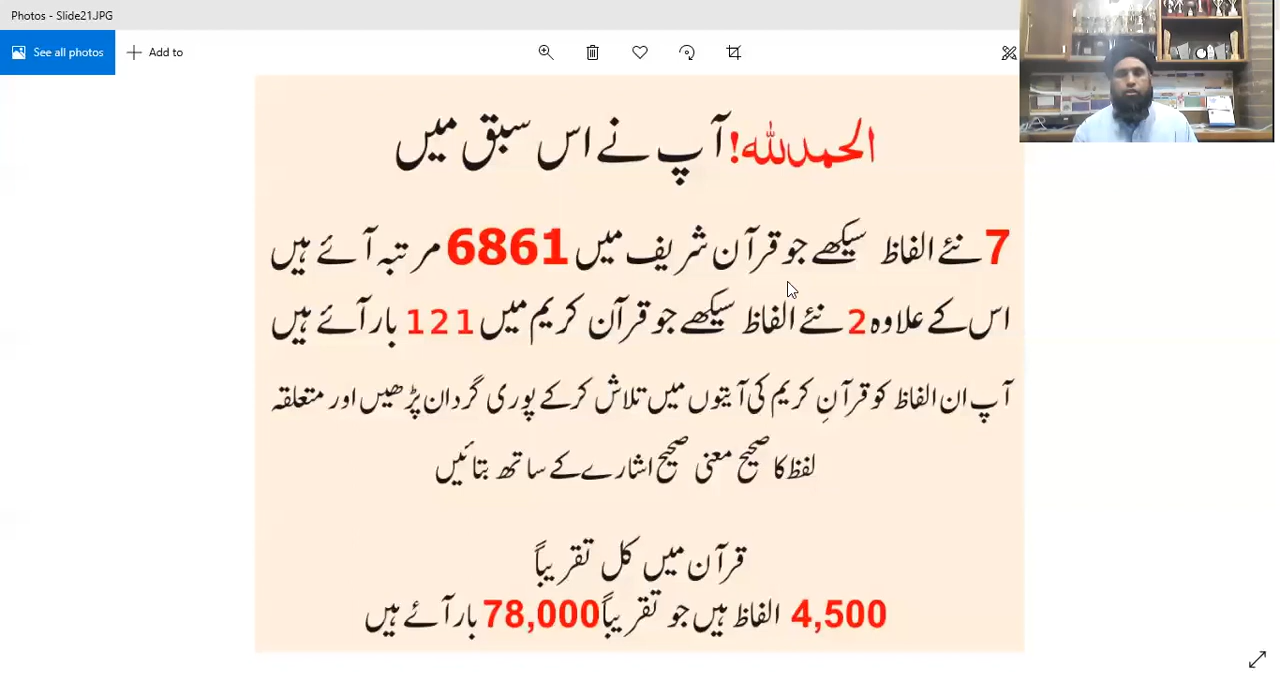 Photos - Slide21.JPG
See all photos
Add to
الحمدللہ! آپ نے اس سبق میں
7 نئے الفاظ سیکھے جو قرآن شریف میں 6861 مرتبہ آئے ہیں
اس کے علاوہ 2 نئے الفاظ سیکھے جو قرآن کریم میں 121 بار آئے ہیں
آپ ان الفاظ کو قرآنِ کریم کی آیتوں میں تلاش کرکے پوری گردان پڑھیں اور متعلقہ
لفظ کا صحیح معنی صحیح اشارے کے ساتھ بتائیں
قرآن میں کل تقریباً
4,500 الفاظ ہیں جو تقریباً 78,000 بار آئے ہیں